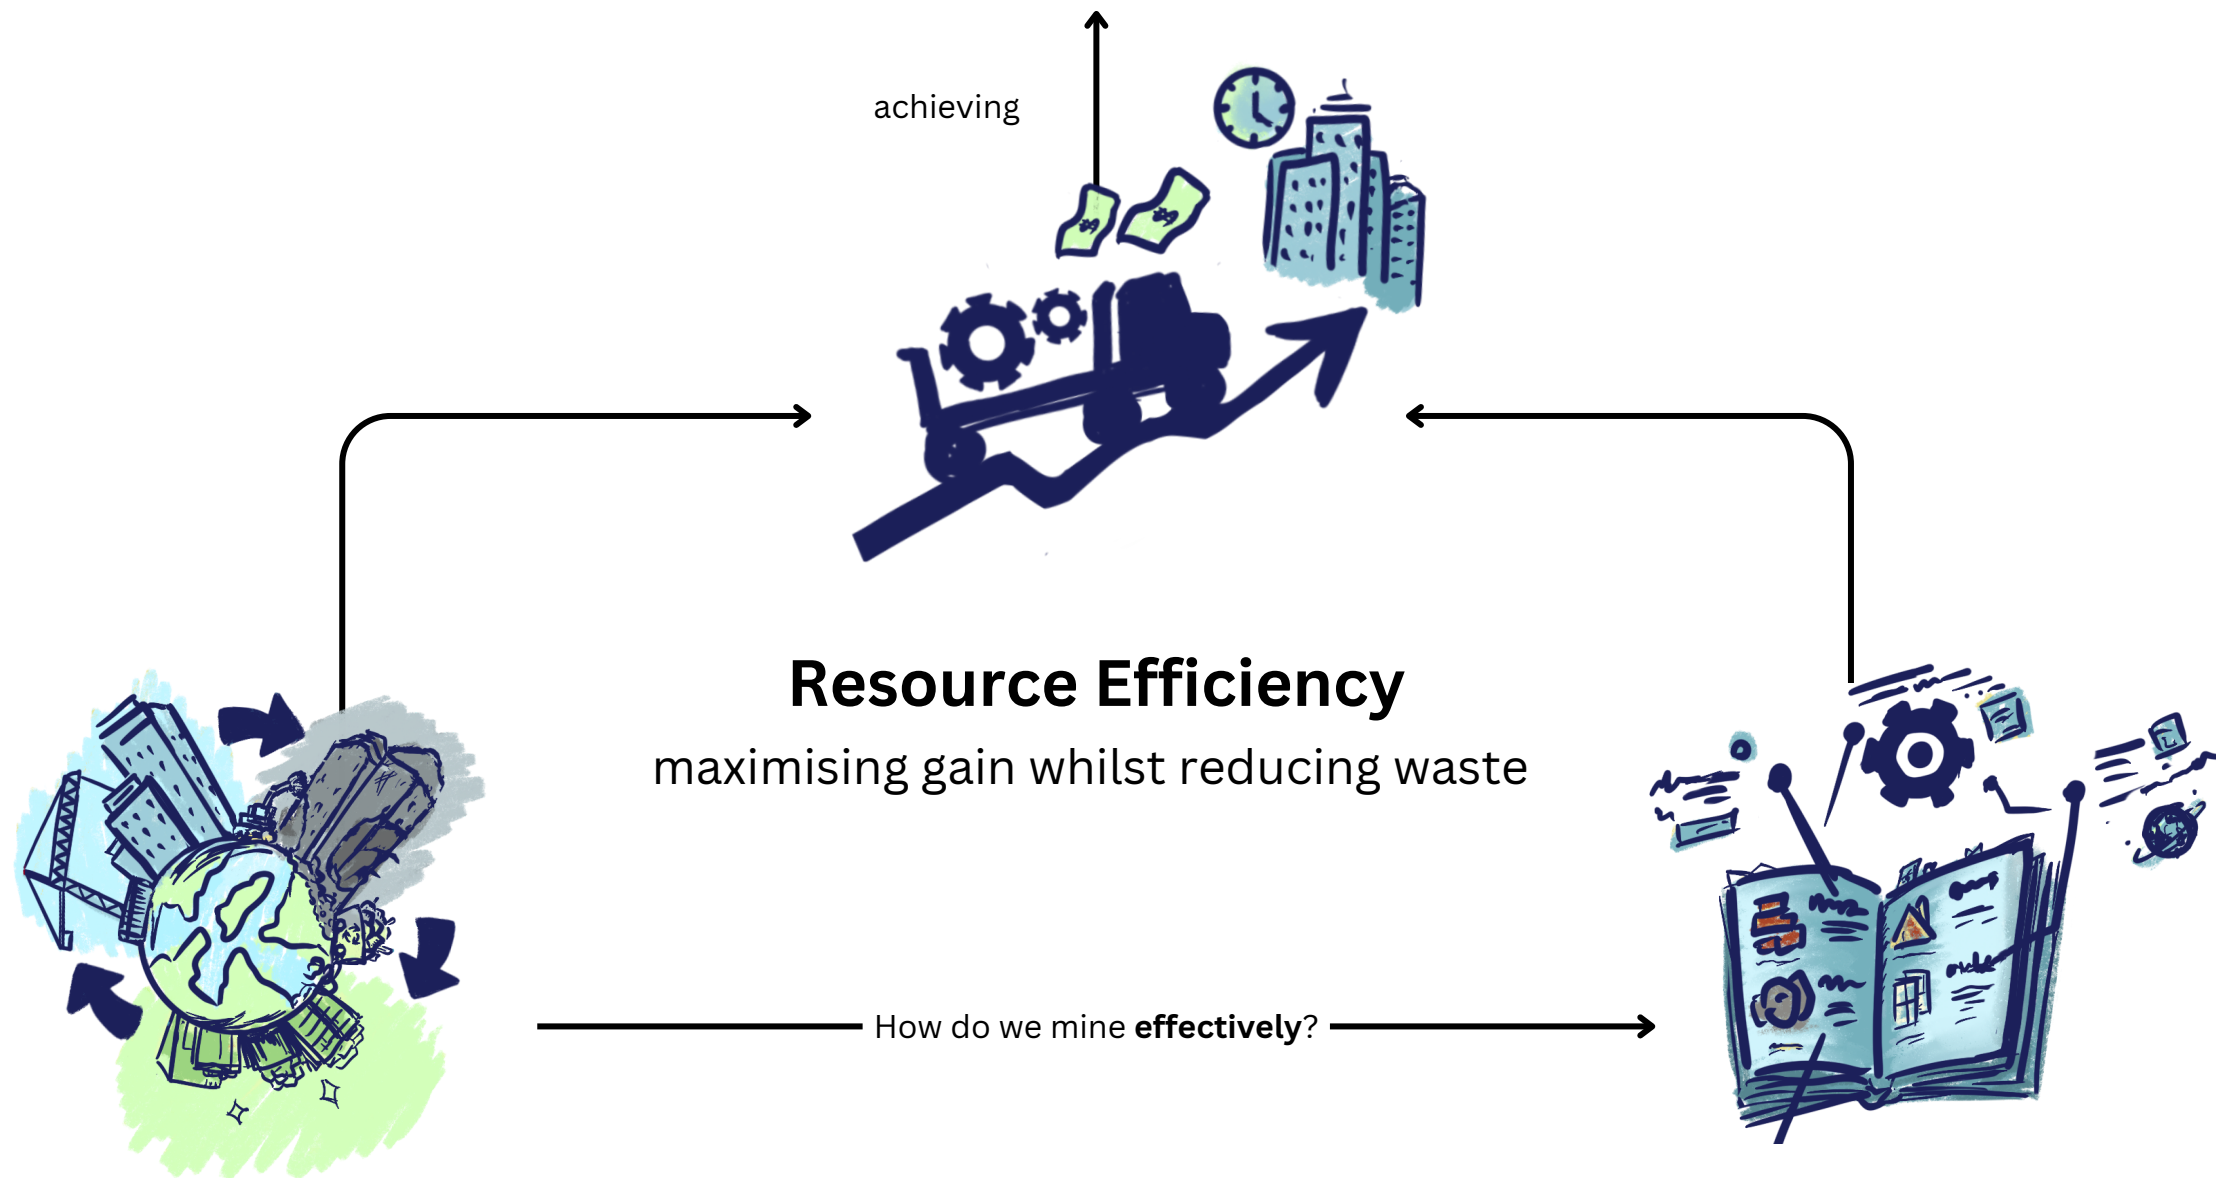 achieving
$ $
Resource Efficiency
maximising gain whilst reducing waste
How do we mine effectively?